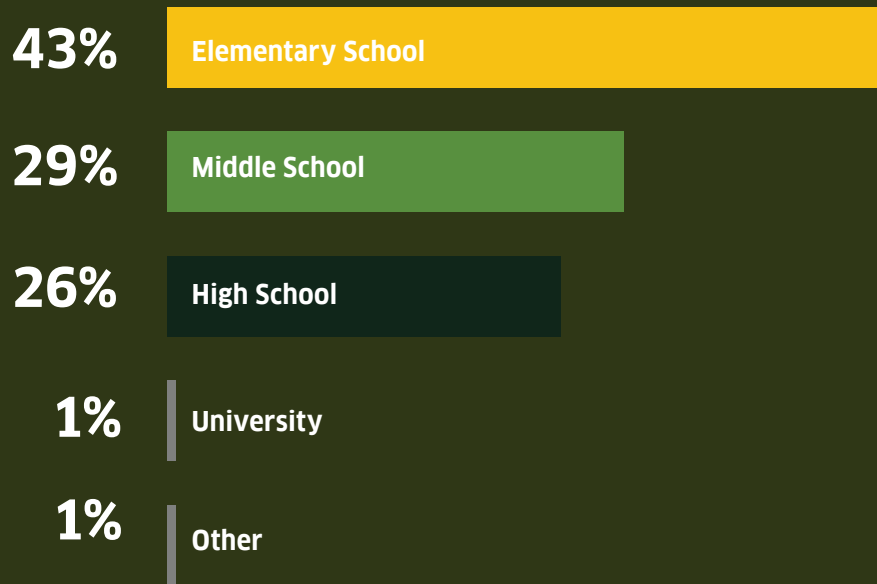 43% Elementary School
29% Middle School
26% High School
1% University
1% Other